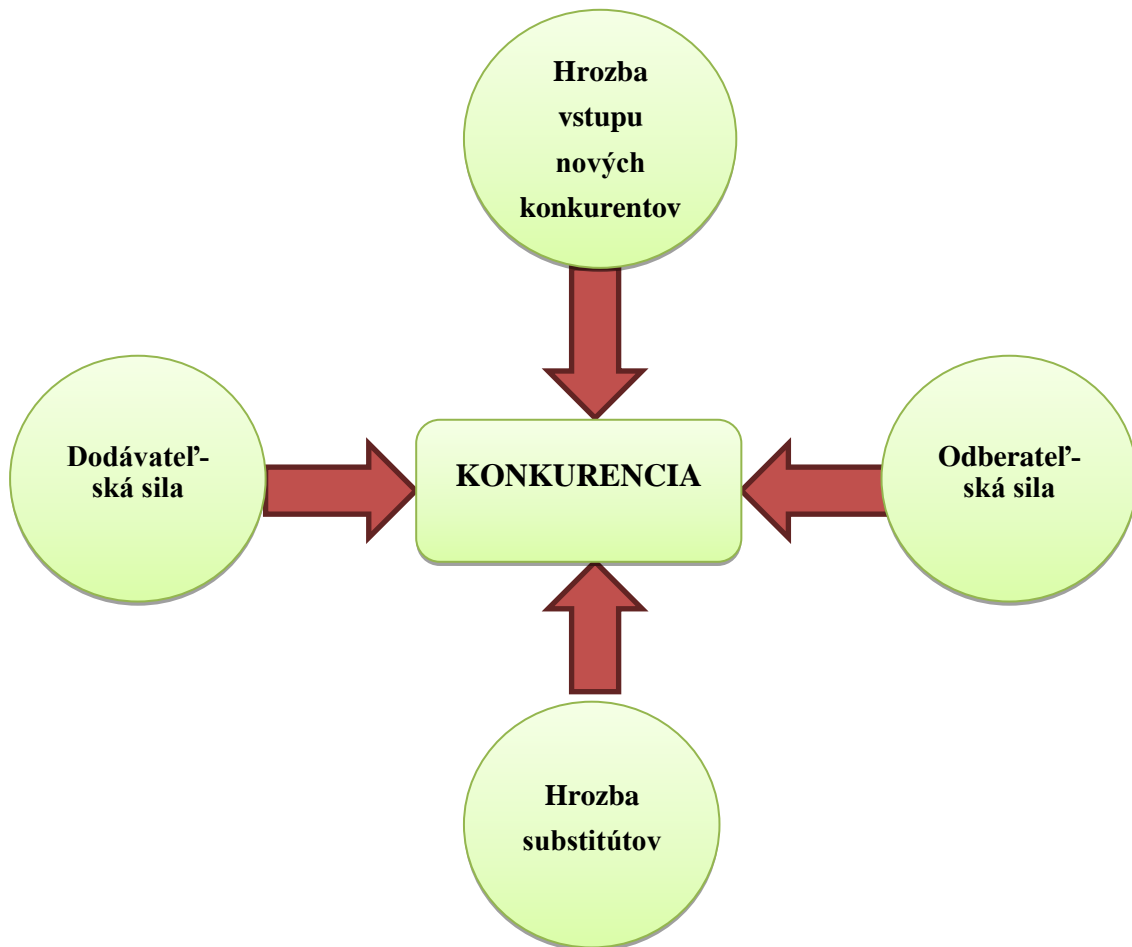 Hrozba
vstupu
nových
konkurentov
Dodávateľ-
ská sila
KONKURENCIA
Odberateľ-
ská sila
Hrozba
substitútov